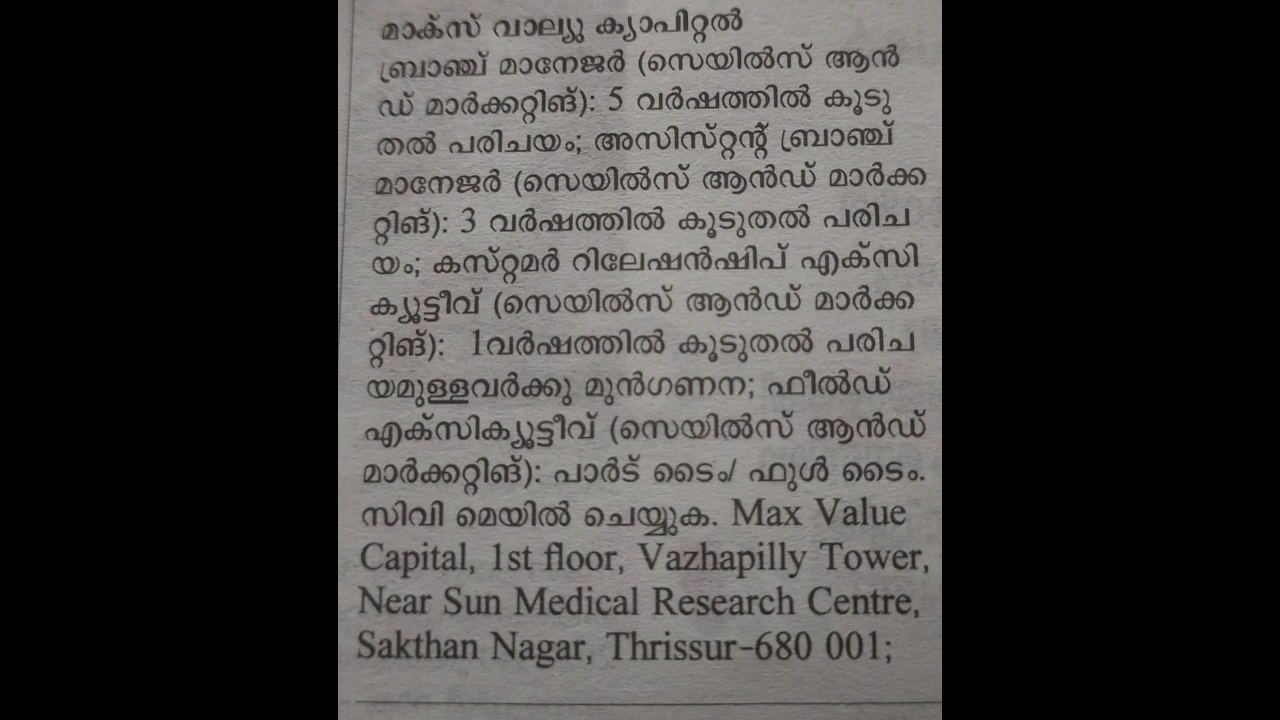 മാക്സ് വാല്യു ക്യാപിറ്റൽ
ബ്രാഞ്ച് മാനേജർ (സെയിൽസ് ആൻ
ഡ് മാർക്കറ്റിങ്): 5 വർഷത്തിൽ കൂടു
തൽ പരിചയം; അസിസ്റ്റന്റ് ബ്രാഞ്ച്
മാനേജർ (സെയിൽസ് ആൻഡ് മാർക്ക
റ്റിങ്): 3 വർഷത്തിൽ കൂടുതൽ പരിച
യം; കസ്റ്റമർ റിലേഷൻഷിപ് എക്സി
ക്യൂട്ടീവ് (സെയിൽസ് ആൻഡ് മാർക്ക
റ്റിങ്): 1വർഷത്തിൽ കൂടുതൽ പരിച
യമുള്ളവർക്കു മുൻഗണന; ഫീൽഡ്
എക്സിക്യൂട്ടീവ് (സെയിൽസ് ആൻഡ്
മാർക്കറ്റിങ്): പാർട് ടൈം/ ഫുൾ ടൈം.
സിവി മെയിൽ ചെയ്യുക. Max Value
Capital, 1st floor, Vazhapilly Tower,
Near Sun Medical Research Centre,
Sakthan Nagar, Thrissur-680 001;